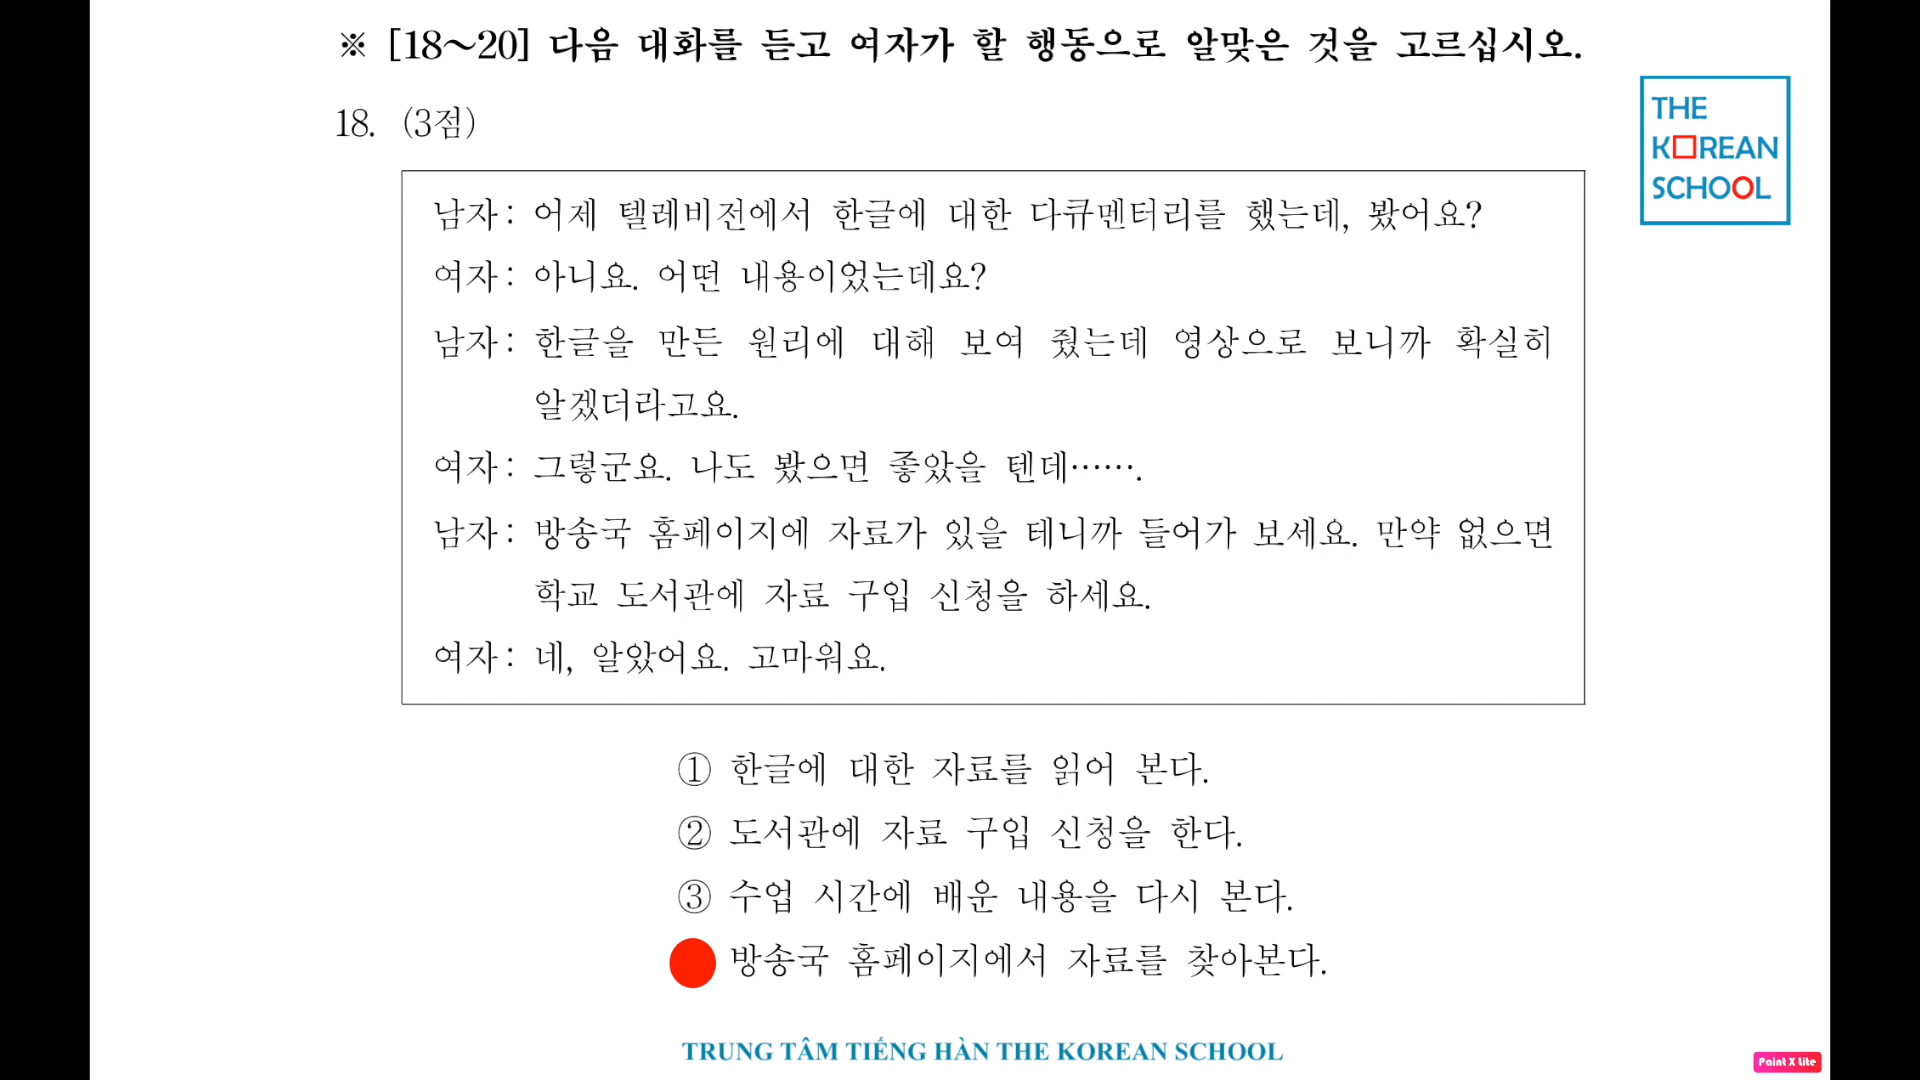 ※ [18～20] 다음 대화를 듣고 여자가 할 행동으로 알맞은 것을 고르십시오.
THE
KOREAN
SCHOOL
18. (3점)
남자 : 어제 텔레비전에서 한글에 대한 다큐멘터리를 했는데, 봤어요?
여자 : 아니요. 어떤 내용이었는데요?
남자 : 한글을 만든 원리에 대해 보여 줬는데 영상으로 보니까 확실히
알겠더라고요.
여자 : 그렇군요. 나도 봤으면 좋았을 텐데…….
남자 : 방송국 홈페이지에 자료가 있을 테니까 들어가 보세요. 만약 없으면
학교 도서관에 자료 구입 신청을 하세요.
여자 : 네, 알았어요. 고마워요.
① 한글에 대한 자료를 읽어 본다.
② 도서관에 자료 구입 신청을 한다.
③ 수업 시간에 배운 내용을 다시 본다.
방송국 홈페이지에서 자료를 찾아본다.
TRUNG TÂM TIẾNG HÀN THE KOREAN SCHOOL
Paint X Lite